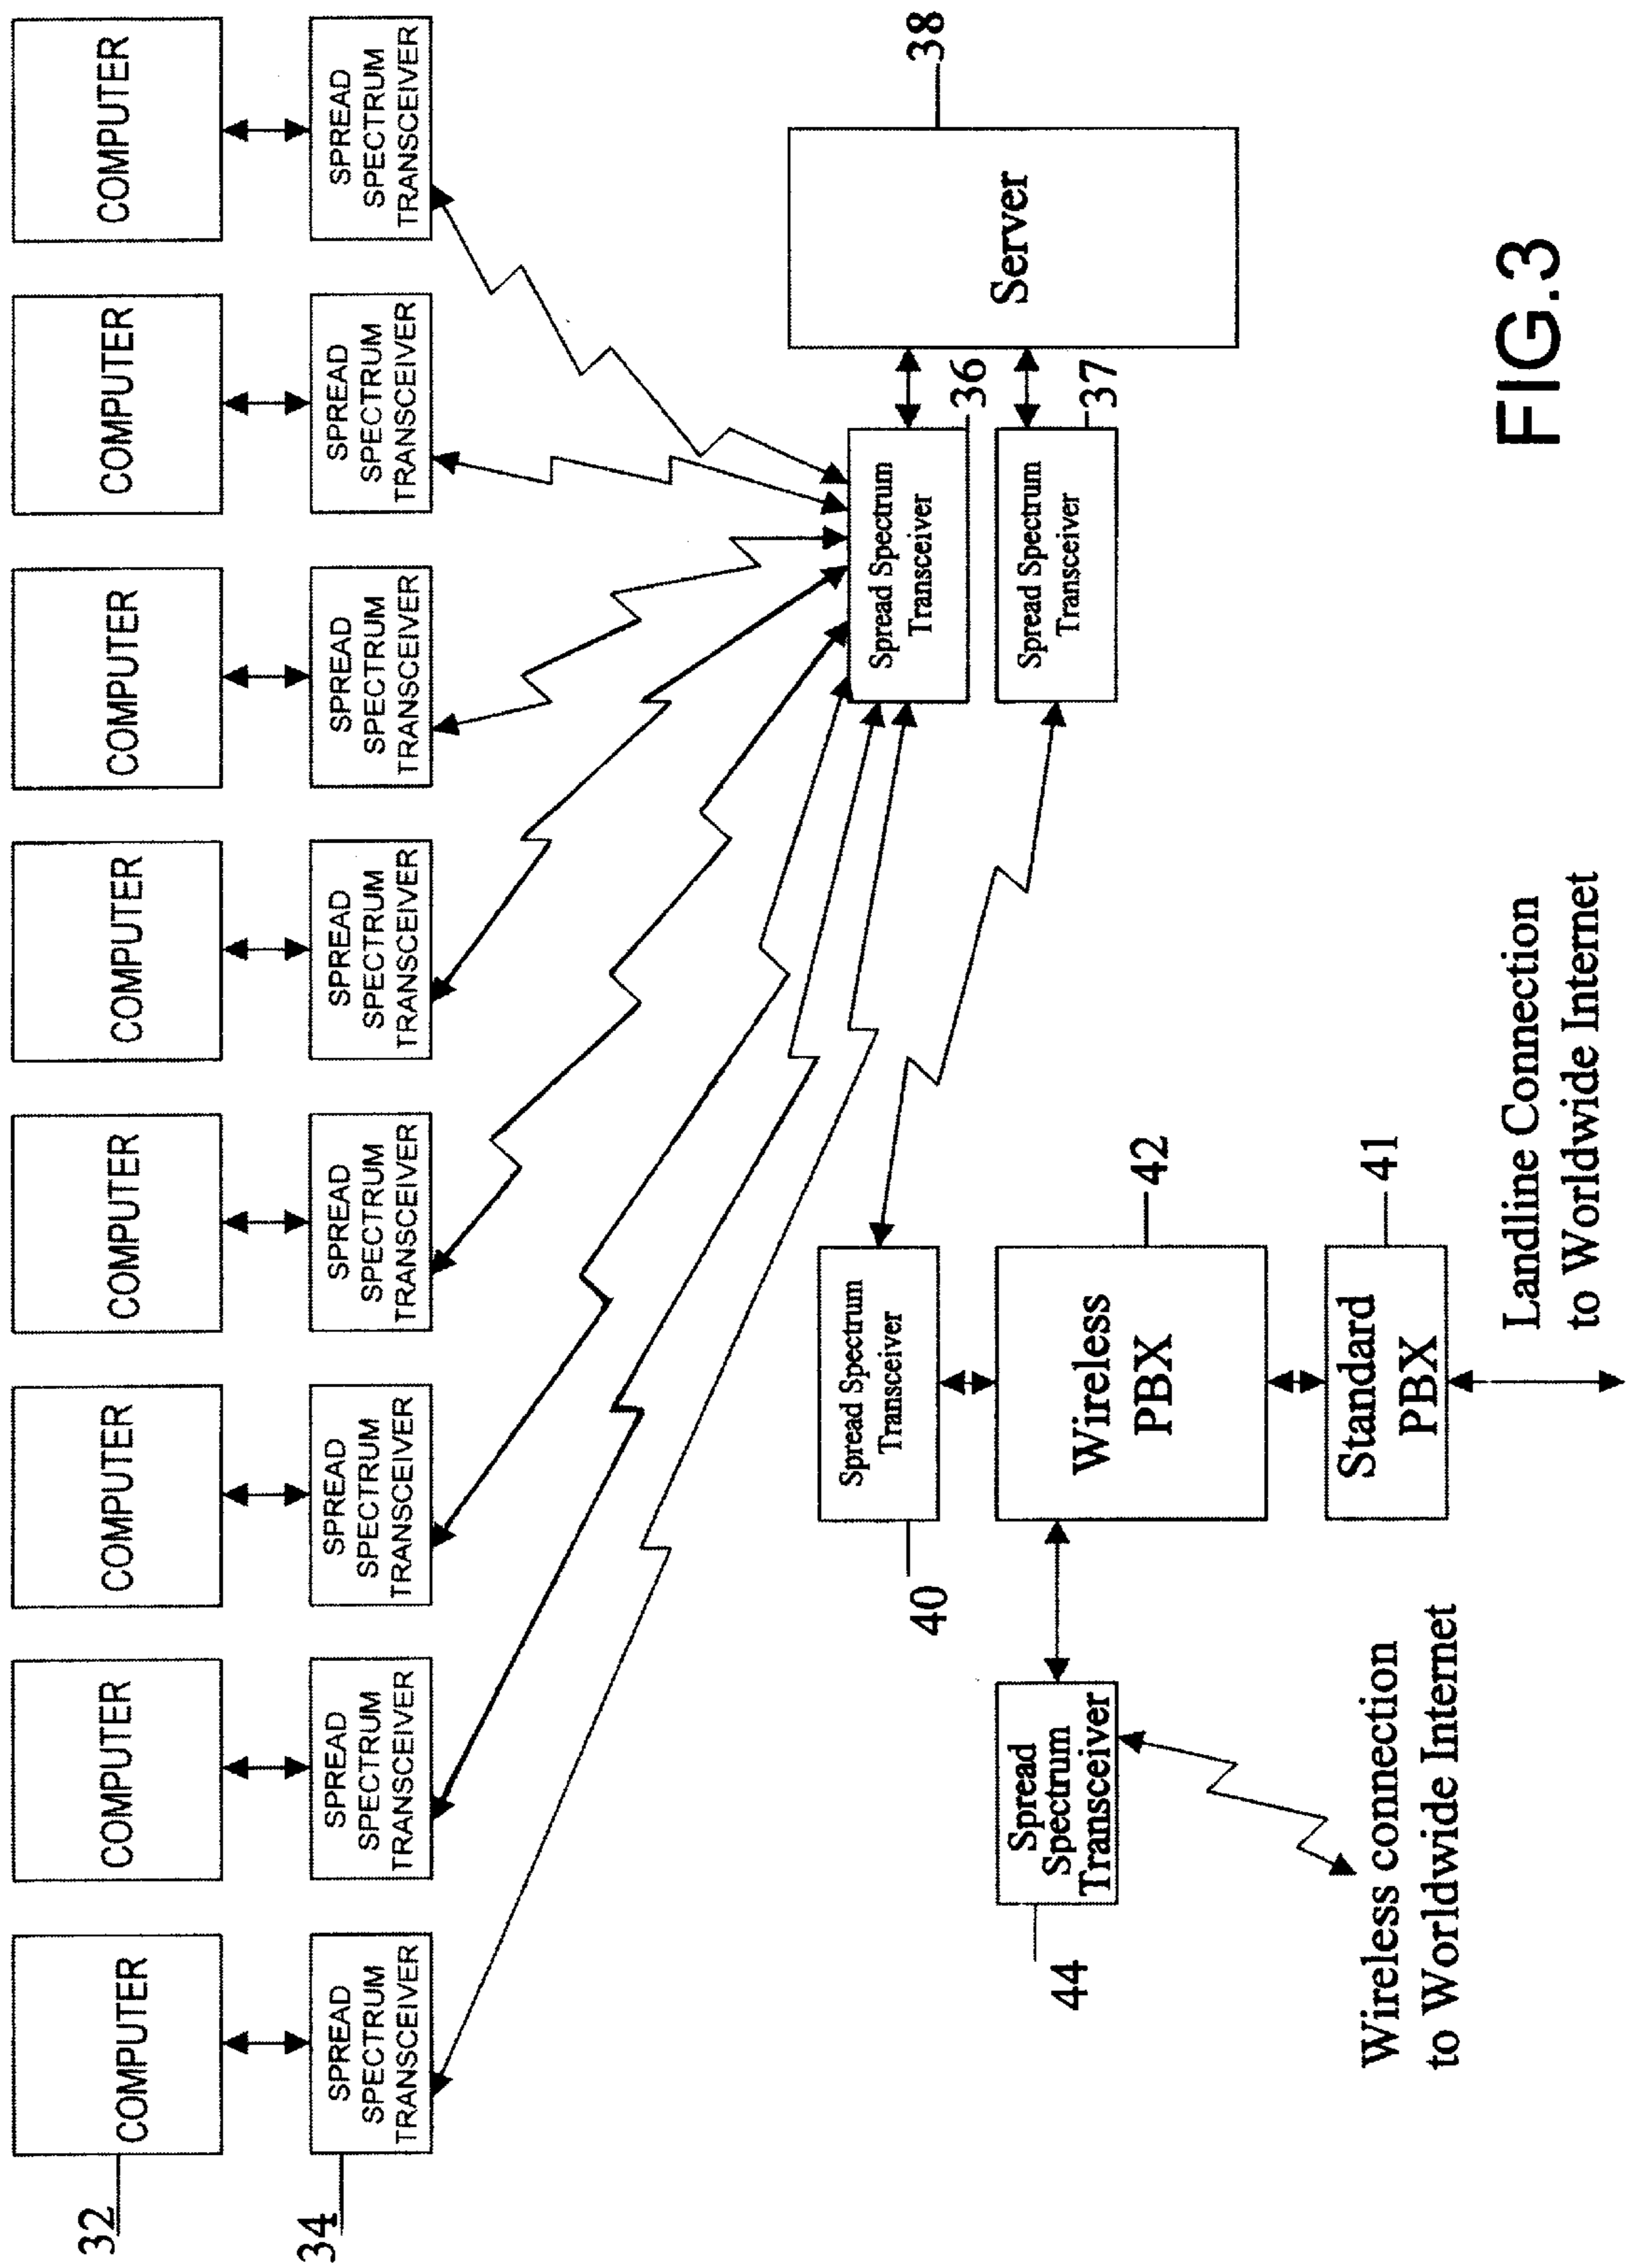 COMPUTER
COMPUTER
COMPUTER
COMPUTER
COMPUTER
COMPUTER
COMPUTER
COMPUTER
32
SPREAD
SPECTRUM
TRANSCEIVER
SPREAD
SPECTRUM
TRANSCEIVER
SPREAD
SPECTRUM
TRANSCEIVER
SPREAD
SPECTRUM
TRANSCEIVER
SPREAD
SPECTRUM
TRANSCEIVER
SPREAD
SPECTRUM
TRANSCEIVER
SPREAD
SPECTRUM
TRANSCEIVER
SPREAD
SPECTRUM
TRANSCEIVER
34
Spread Spectrum
Transceiver
36
Spread Spectrum
Transceiver
37
Server
38
Spread Spectrum
Transceiver
40
Wireless
PBX
42
Standard
PBX
41
Spread
Spectrum
Transceiver
44
Wireless connection
to Worldwide Internet
Landline Connection
to Worldwide Internet
FIG.3